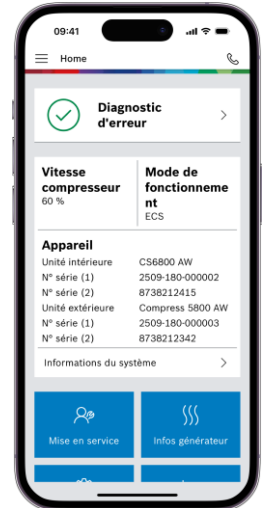 09:41
Home
Diagnostic
d'erreur
Vitesse
compresseur
60 %
Mode de
fonctionneme
nt
ECS
Appareil
Unité intérieure CS6800 AW
N° série (1) 2509-180-000002
N° série (2) 8738212415
Unité extérieure Compress 5800 AW
N° série (1) 2509-180-000003
N° série (2) 8738212342
Informations du système
Mise en service
Infos générateur